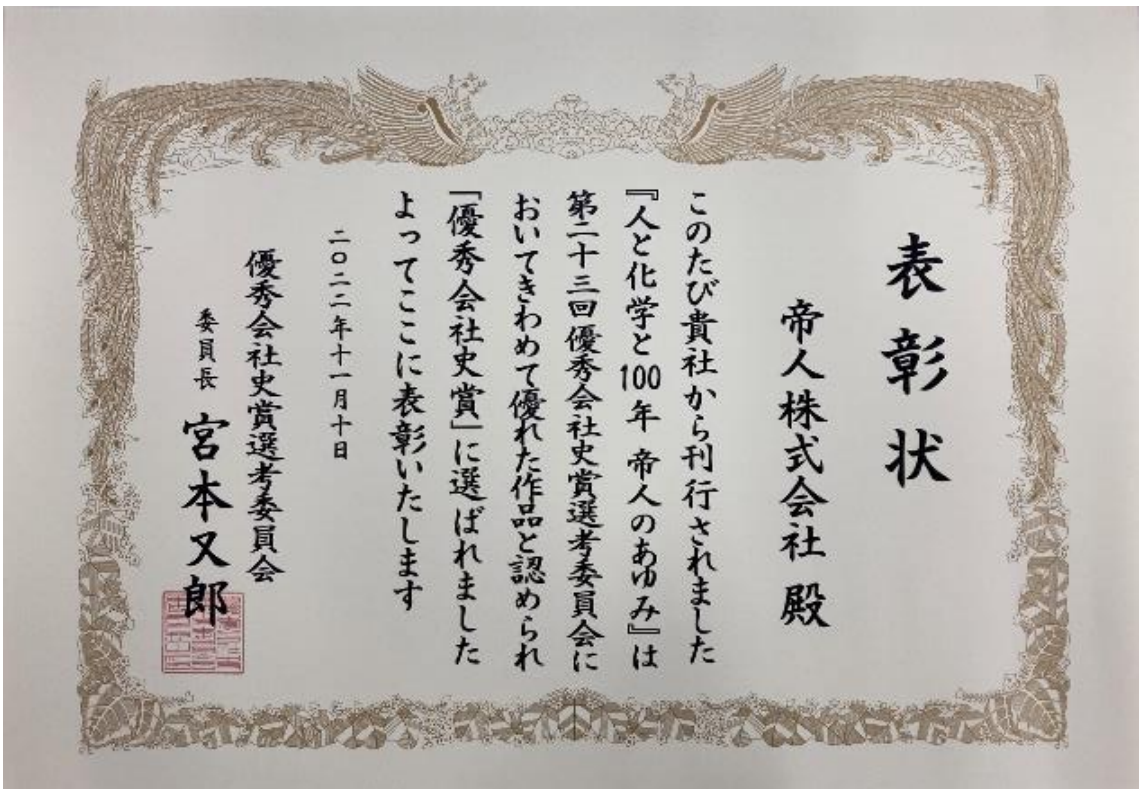 表彰状
帝人株式会社 殿
このたび貴社から刊行されました
『人と化学と100年 帝人のあゆみ』は
第二十三回優秀会社史賞選考委員会に
おいてきわめて優れた作品と認められ
「優秀会社史賞」に選ばれました
よってここに表彰いたします
二〇二二年十一月十日
優秀会社史賞選考委員会
委員長 宮本又郎